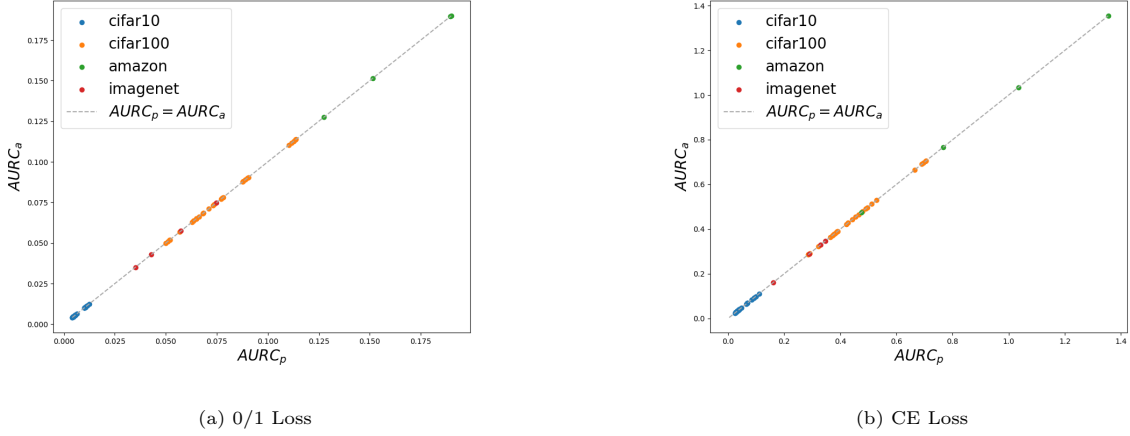 cifar10
cifar100
amazon
imagenet
AURC_p = AURC_a
0.175
0.150
0.125
0.100
0.075
0.050
0.025
0.000
AURC_a
0.000 0.025 0.050 0.075 0.100 0.125 0.150 0.175
AURC_p
(a) 0/1 Loss
cifar10
cifar100
amazon
imagenet
AURC_p = AURC_a
1.4
1.2
1.0
0.8
0.6
0.4
0.2
0.0
AURC_a
0.0 0.2 0.4 0.6 0.8 1.0 1.2 1.4
AURC_p
(b) CE Loss